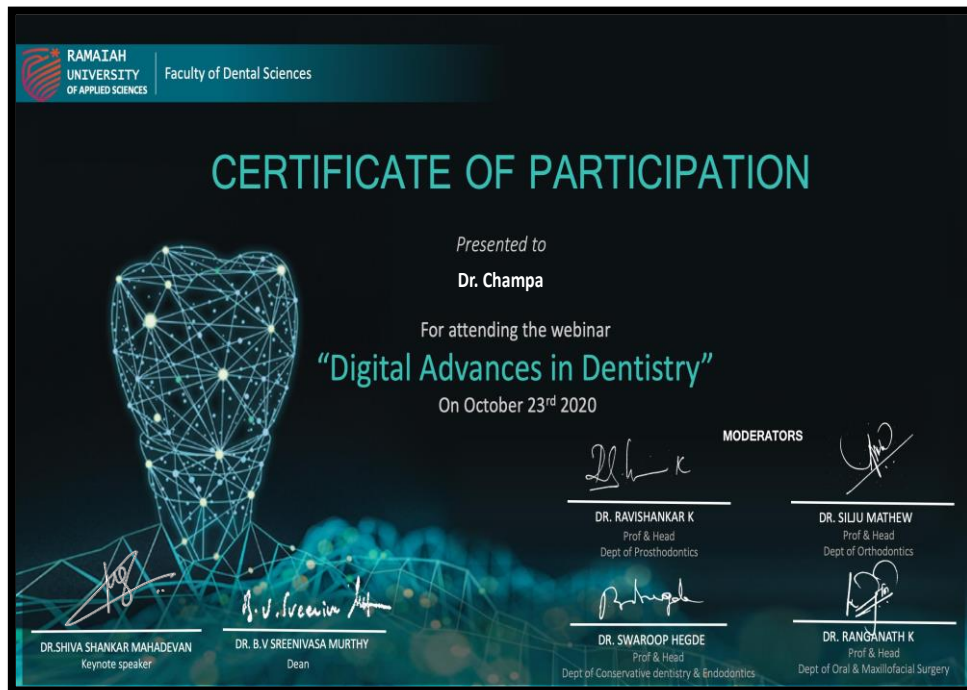 RAMAIAH
UNIVERSITY
OF APPLIED SCIENCES
Faculty of Dental Sciences
CERTIFICATE OF PARTICIPATION
Presented to
Dr. Champa
For attending the webinar
“Digital Advances in Dentistry”
On October 23rd 2020
MODERATORS
DR. RAVISHANKAR K
Prof & Head
Dept of Prosthodontics
DR. SILJU MATHEW
Prof & Head
Dept of Orthodontics
DR.SHIVA SHANKAR MAHADEVAN
Keynote speaker
DR. B.V SREENIVASA MURTHY
Dean
DR. SWAROOP HEGDE
Prof & Head
Dept of Conservative dentistry & Endodontics
DR. RANGANATH K
Prof & Head
Dept of Oral & Maxillofacial Surgery